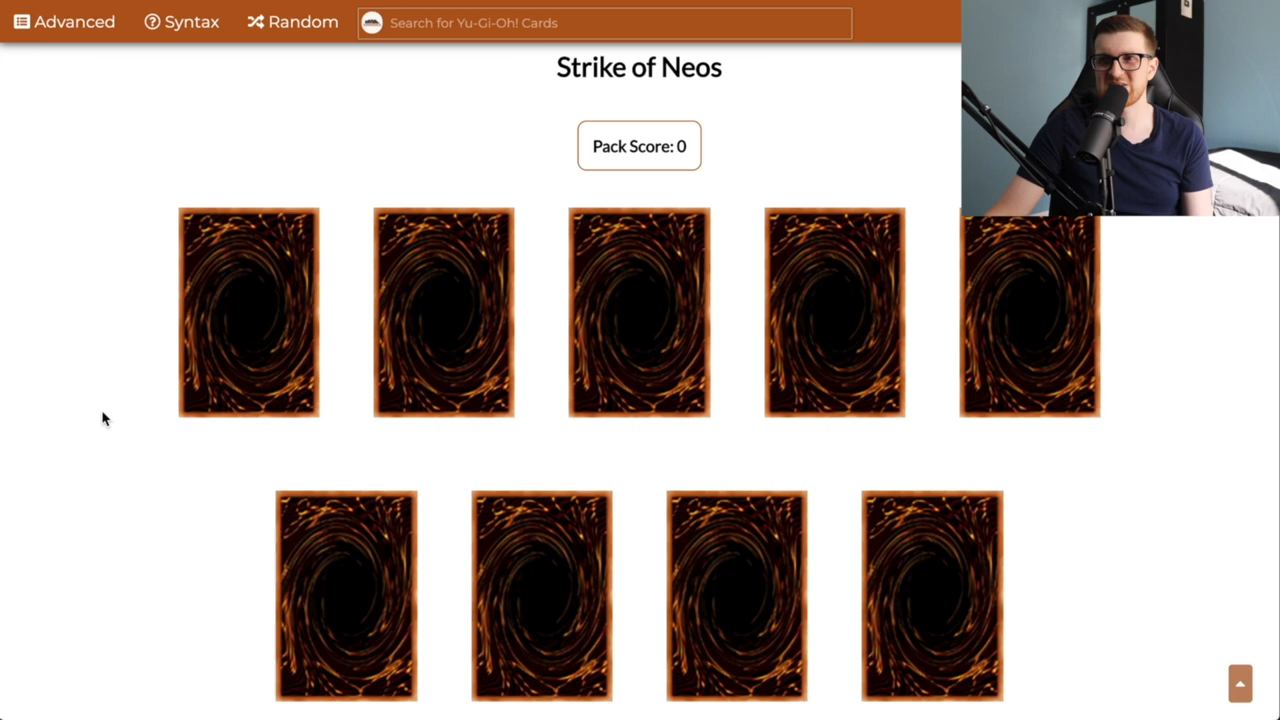 Advanced
Syntax
Random
Search for Yu-Gi-Oh! Cards
Strike of Neos
Pack Score: 0